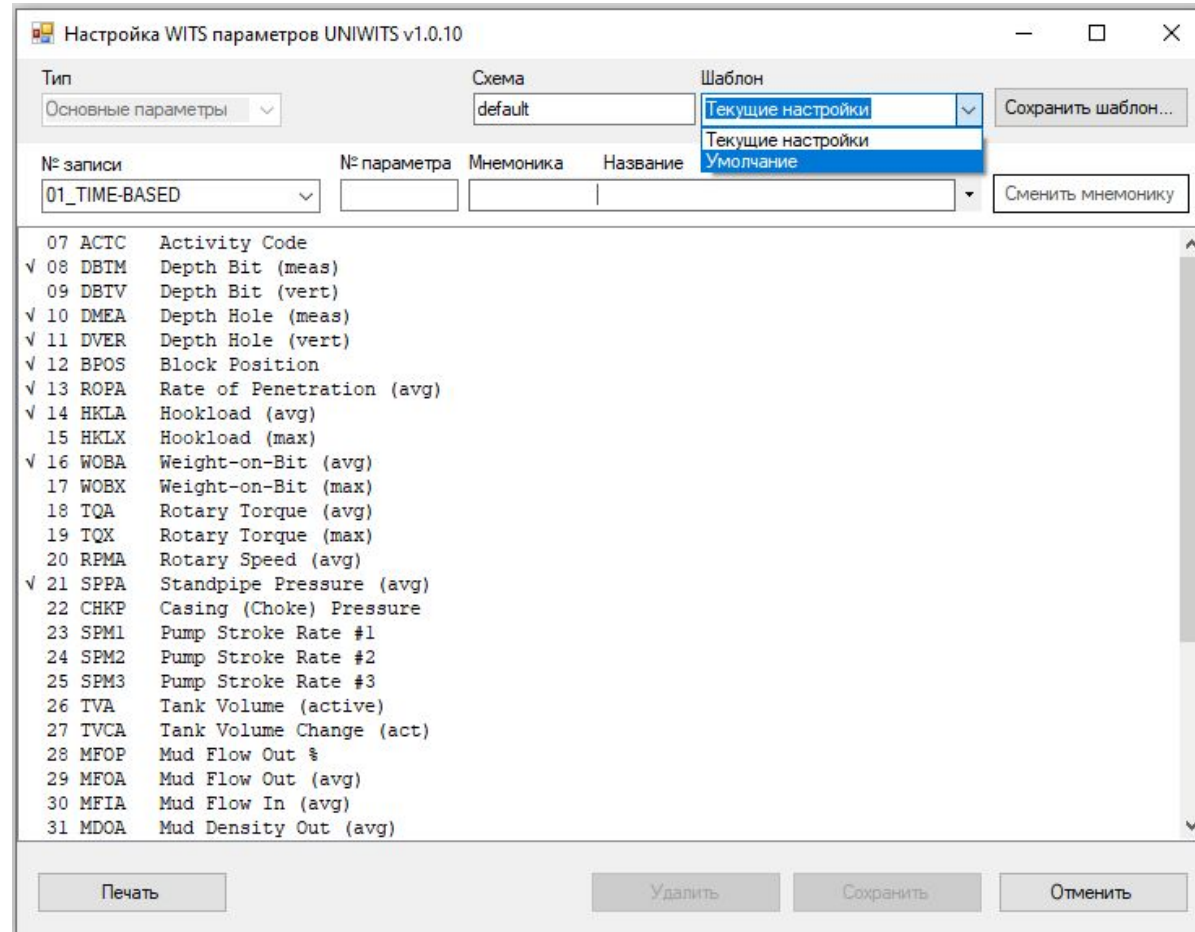 Настройка WITS параметров UNIWITS v1.0.10
Тип Схема Шаблон
Основные параметры default Текущие настройки Сохранить шаблон...
Текущие настройки
№ записи № параметра Мнемоника Название Умолчание
01_TIME-BASED Сменить мнемонику
07 ACTC Activity Code
√ 08 DBTM Depth Bit (meas)
09 DBTV Depth Bit (vert)
√ 10 DMEA Depth Hole (meas)
√ 11 DVER Depth Hole (vert)
√ 12 BPOS Block Position
√ 13 ROPA Rate of Penetration (avg)
√ 14 HKLA Hookload (avg)
15 HKLX Hookload (max)
√ 16 WOBA Weight-on-Bit (avg)
17 WOBX Weight-on-Bit (max)
18 TQA Rotary Torque (avg)
19 TQX Rotary Torque (max)
20 RPMA Rotary Speed (avg)
√ 21 SPPA Standpipe Pressure (avg)
22 CHKP Casing (Choke) Pressure
23 SPM1 Pump Stroke Rate #1
24 SPM2 Pump Stroke Rate #2
25 SPM3 Pump Stroke Rate #3
26 TVA Tank Volume (active)
27 TVCA Tank Volume Change (act)
28 MFOP Mud Flow Out %
29 MFOA Mud Flow Out (avg)
30 MFIA Mud Flow In (avg)
31 MDOA Mud Density Out (avg)
Печать Удалить Сохранить Отменить